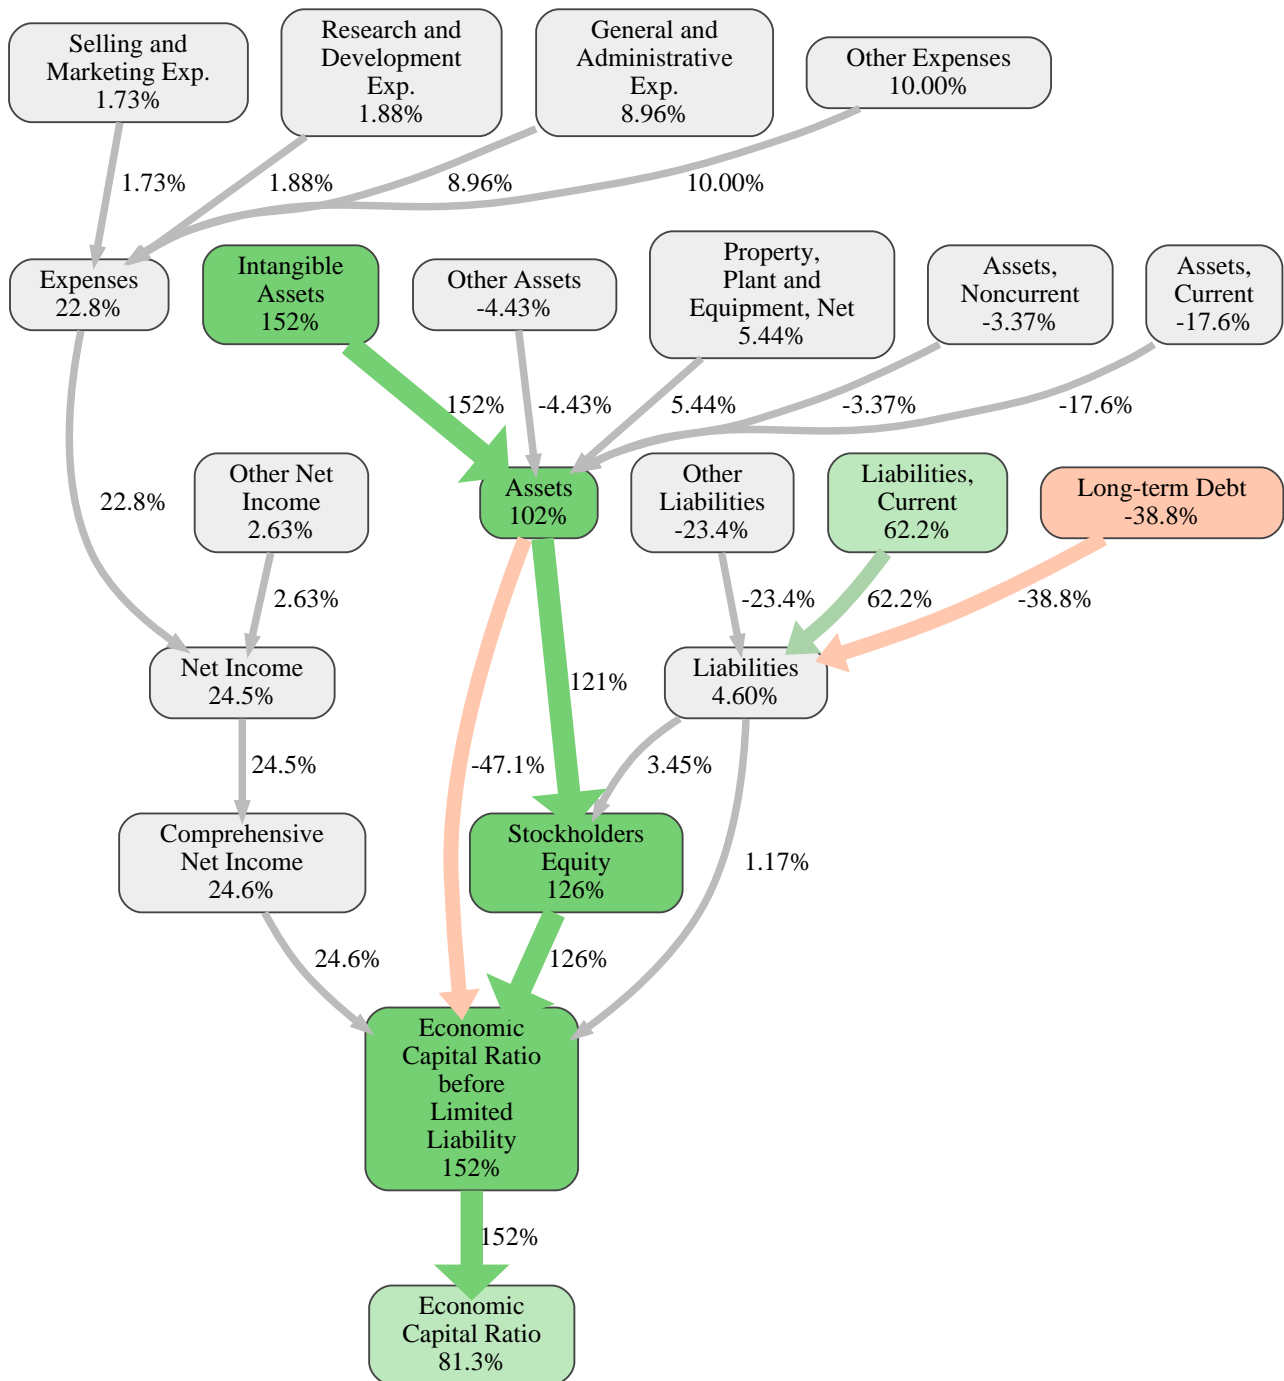 Selling and
Marketing Exp.
1.73%
Research and
Development
Exp.
1.88%
General and
Administrative
Exp.
8.96%
Other Expenses
10.00%
1.73%
1.88%
8.96%
10.00%
Expenses
22.8%
Intangible
Assets
152%
Other Assets
-4.43%
Property,
Plant and
Equipment, Net
5.44%
Assets,
Noncurrent
-3.37%
Assets,
Current
-17.6%
152%
-4.43%
5.44%
-3.37%
-17.6%
22.8%
Other Net
Income
2.63%
Assets
102%
Other
Liabilities
-23.4%
Liabilities,
Current
62.2%
Long-term Debt
-38.8%
2.63%
-23.4%
62.2%
-38.8%
Net Income
24.5%
121%
Liabilities
4.60%
24.5%
-47.1%
3.45%
Comprehensive
Net Income
24.6%
Stockholders
Equity
126%
1.17%
24.6%
126%
Economic
Capital Ratio
before
Limited
Liability
152%
152%
Economic
Capital Ratio
81.3%